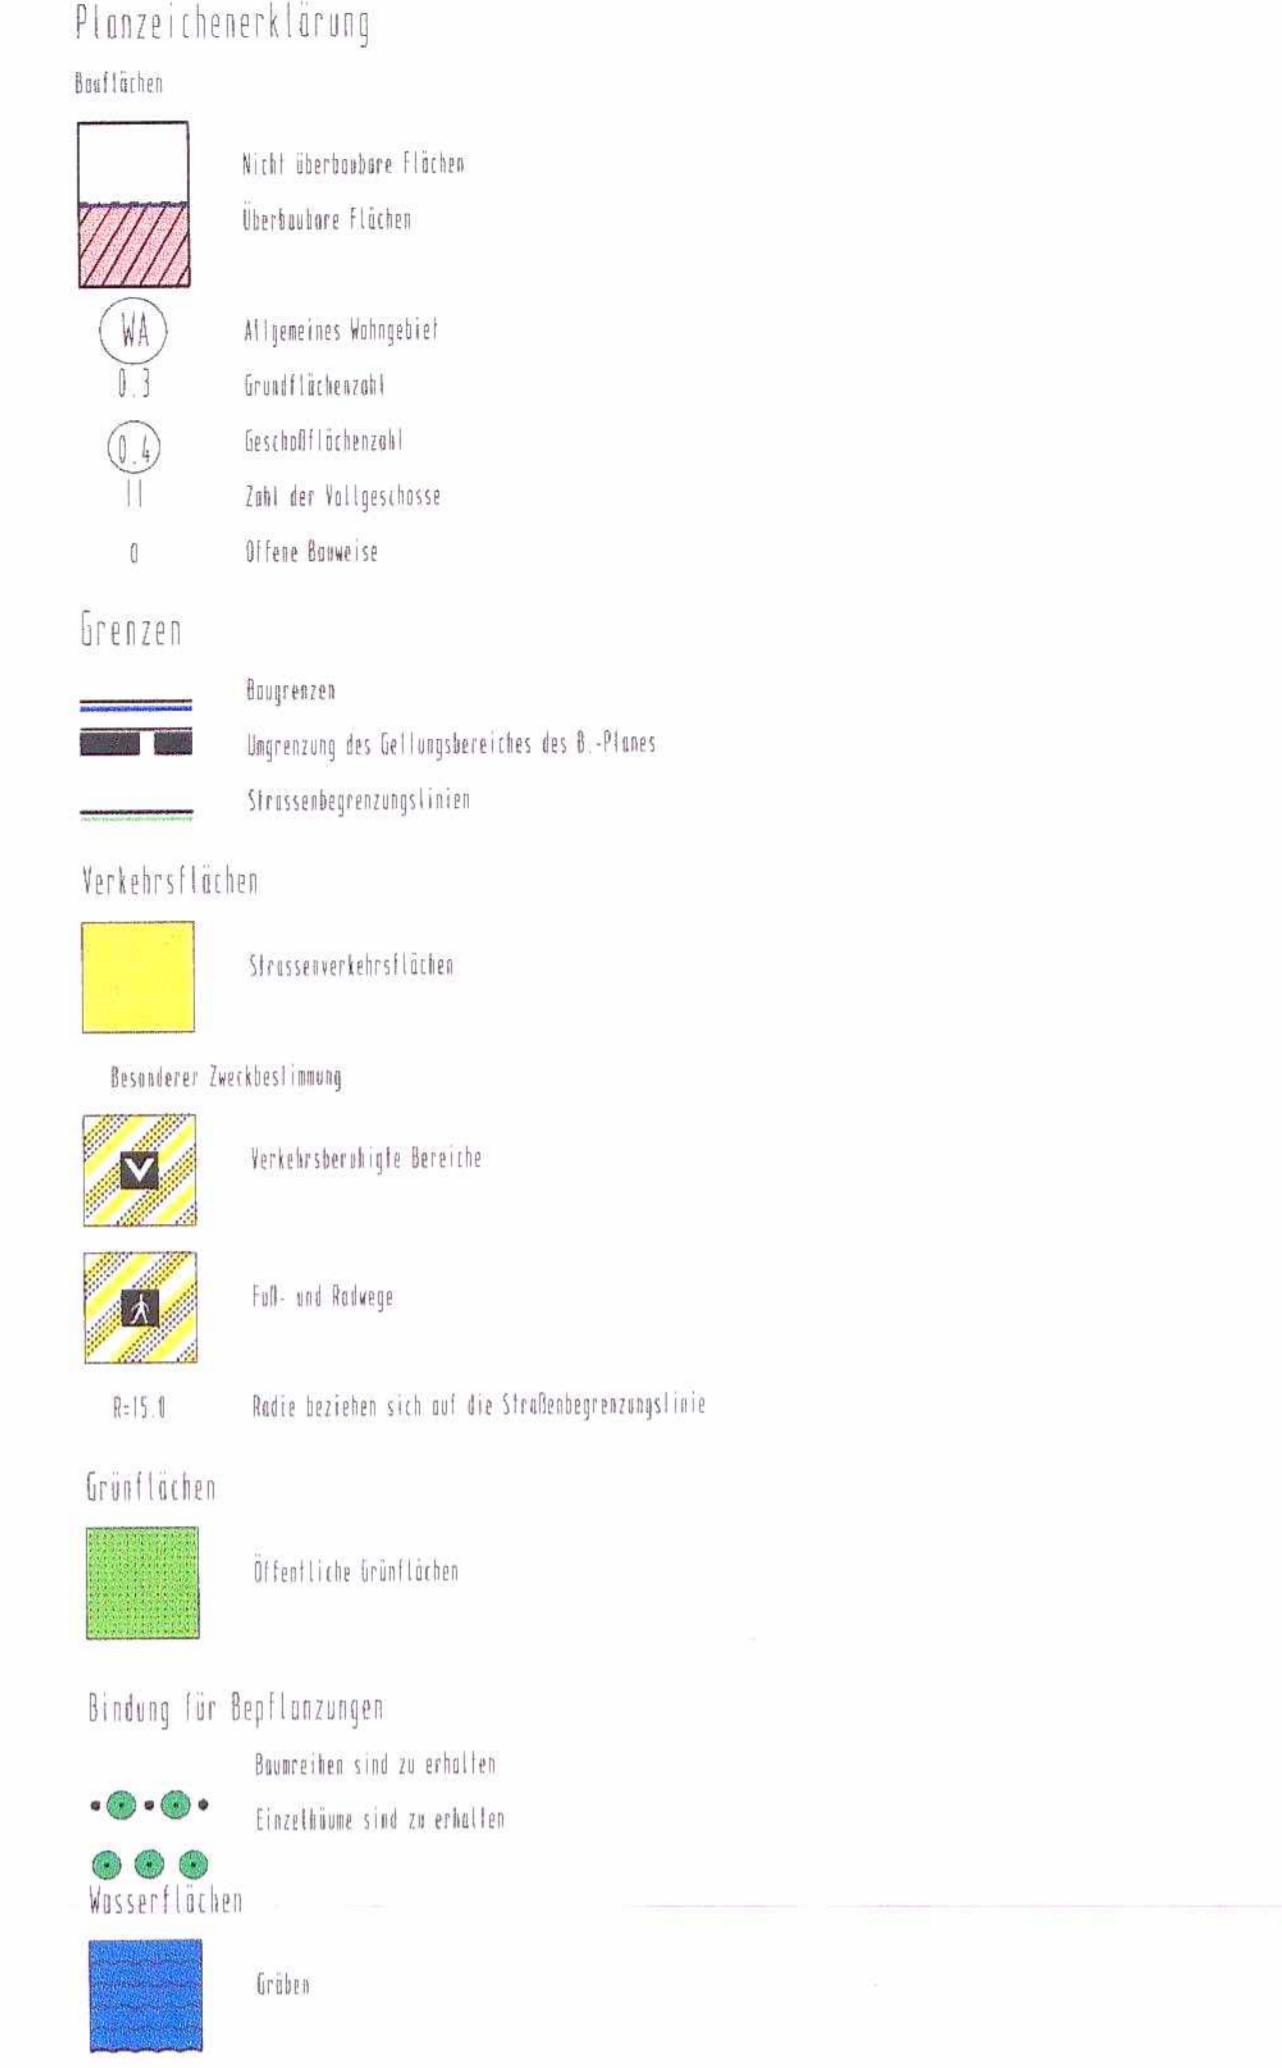 Planzeichenerklärung
Bauflächen
Nicht überbaubare Flächen
Überbaubare Flächen
WA Allgemeines Wohngebiet
0.3 Grundflächenzahl
0.4 Geschoßflächenzahl
II Zahl der Vollgeschosse
o Offene Bauweise
Grenzen
Baugrenzen
Umgrenzung des Geltungsbereiches des B.-Planes
Strassenbegrenzungslinien
Verkehrsflächen
Strassenverkehrsflächen
Besonderer Zweckbestimmung
V Verkehrsberuhigte Bereiche
Fuß- und Radwege
R=15.0 Radie beziehen sich auf die Straßenbegrenzungslinie
Grünflächen
Öffentliche Grünflächen
Bindung für Bepflanzungen
Baumreihen sind zu erhalten
Einzelbäume sind zu erhalten
Wasserflächen
Gräben